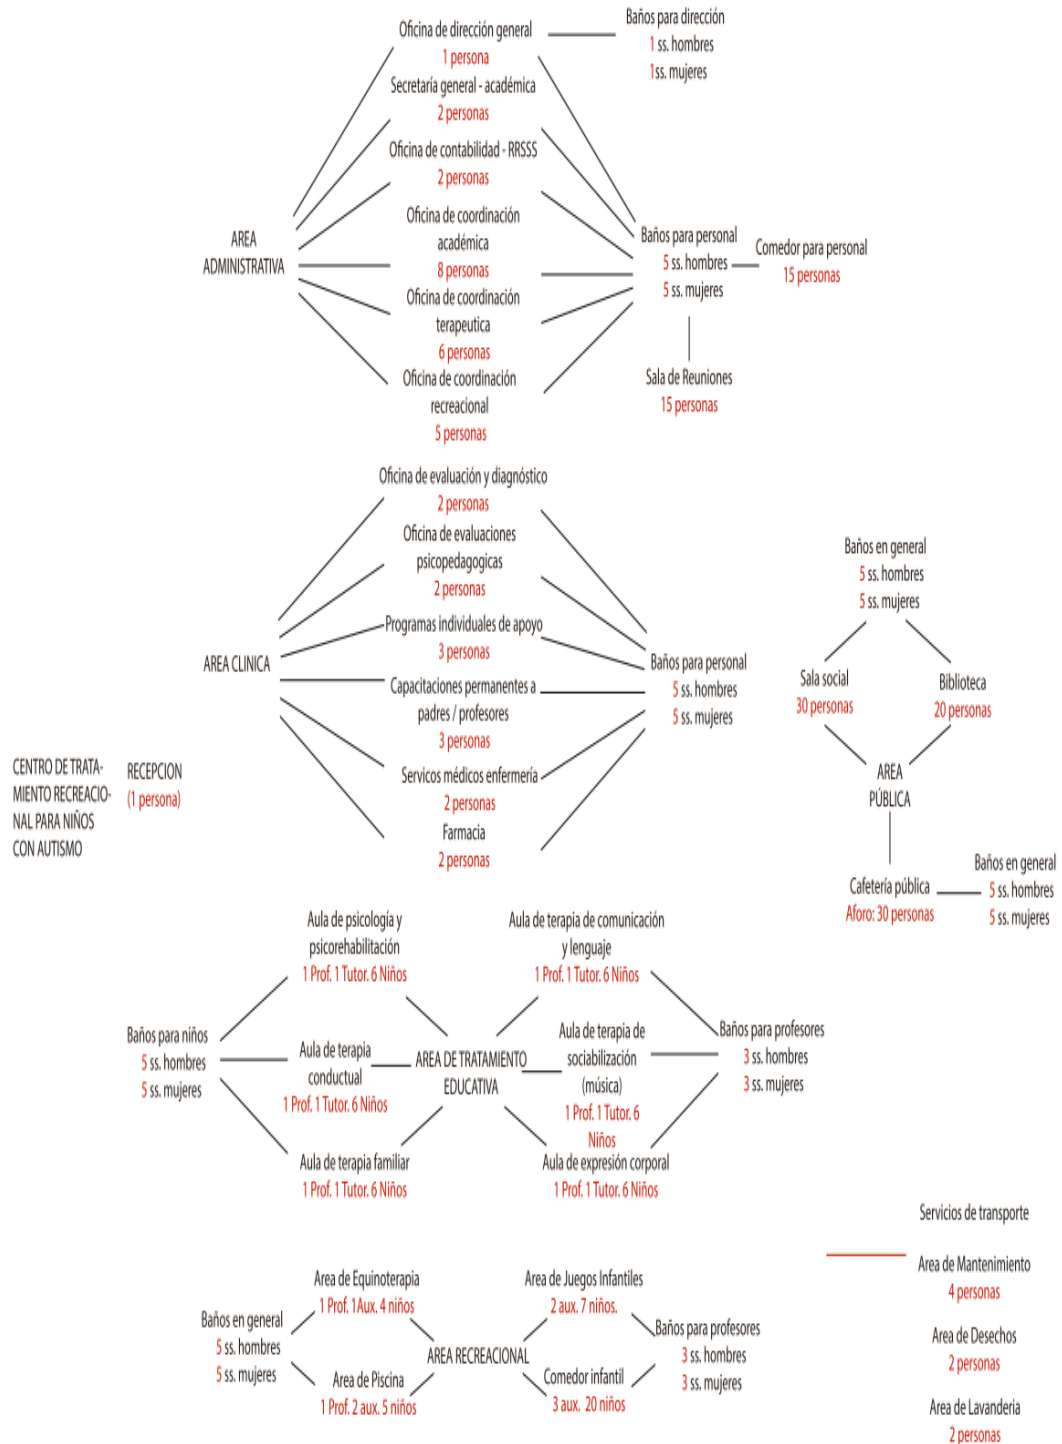 Oficina de dirección general
1 persona
Baños para dirección
1 ss. hombres
1ss. mujeres
Secretaría general - académica
2 personas
Oficina de contabilidad - RRSSS
2 personas
Oficina de coordinación
académica
8 personas
AREA
ADMINISTRATIVA
Baños para personal
5 ss. hombres
5 ss. mujeres
Comedor para personal
15 personas
Oficina de coordinación
terapeutica
6 personas
Oficina de coordinación
recreacional
5 personas
Sala de Reuniones
15 personas
Oficina de evaluación y diagnóstico
2 personas
Oficina de evaluaciones
psicopedagogicas
2 personas
Programas individuales de apoyo
3 personas
AREA CLINICA
Capacitaciones permanentes a
padres / profesores
3 personas
Baños para personal
5 ss. hombres
5 ss. mujeres
Servicos médicos enfermería
2 personas
Farmacia
2 personas
Baños en general
5 ss. hombres
5 ss. mujeres
Sala social
30 personas
Biblioteca
20 personas
AREA
PÚBLICA
Cafetería pública
Aforo: 30 personas
Baños en general
5 ss. hombres
5 ss. mujeres
CENTRO DE TRATA-
MIENTO RECREACIO-
NAL PARA NIÑOS
CON AUTISMO
RECEPCION
(1 persona)
Aula de psicología y
psicorehabilitación
1 Prof. 1 Tutor. 6 Niños
Aula de terapia de comunicación
y lenguaje
1 Prof. 1 Tutor. 6 Niños
Baños para niños
5 ss. hombres
5 ss. mujeres
Aula de terapia
conductual
1 Prof. 1 Tutor. 6 Niños
AREA DE TRATAMIENTO
EDUCATIVA
Aula de terapia de
sociabilización
(música)
1 Prof. 1 Tutor. 6
Niños
Baños para profesores
3 ss. hombres
3 ss. mujeres
Aula de terapia familiar
1 Prof. 1 Tutor. 6 Niños
Aula de expresión corporal
1 Prof. 1 Tutor. 6 Niños
Area de Equinoterapia
1 Prof. 1Aux. 4 niños
Area de Juegos Infantiles
2 aux. 7 niños.
Baños en general
5 ss. hombres
5 ss. mujeres
AREA RECREACIONAL
Baños para profesores
3 ss. hombres
3 ss. mujeres
Area de Piscina
1 Prof. 2 aux. 5 niños
Comedor infantil
3 aux. 20 niños
Servicios de transporte
Area de Mantenimiento
4 personas
Area de Desechos
2 personas
Area de Lavanderia
2 personas